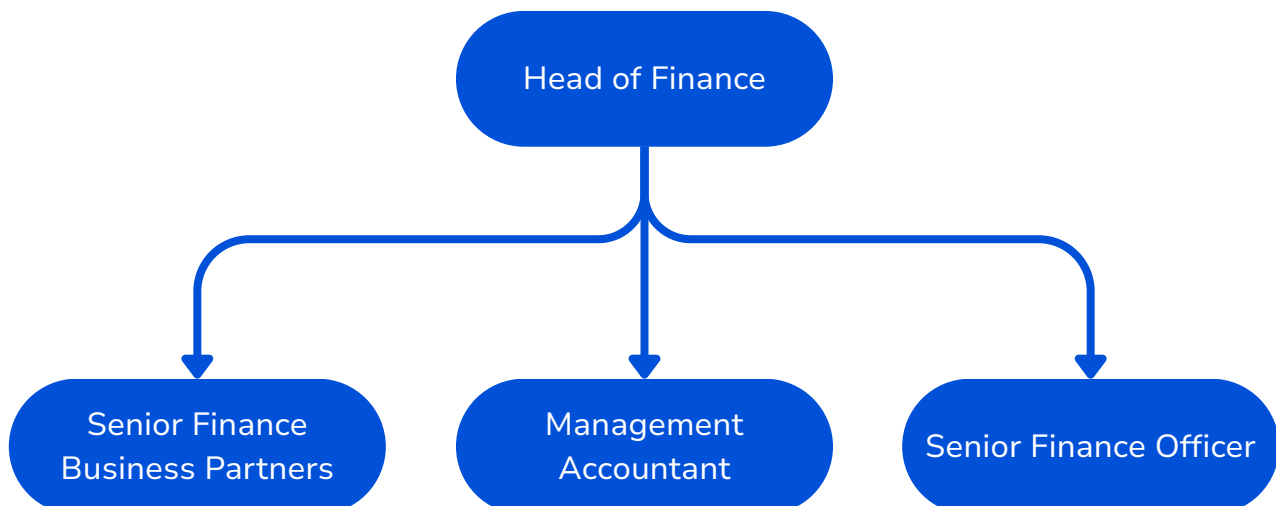 Head of Finance
Senior Finance
Business Partners
Management
Accountant
Senior Finance Officer